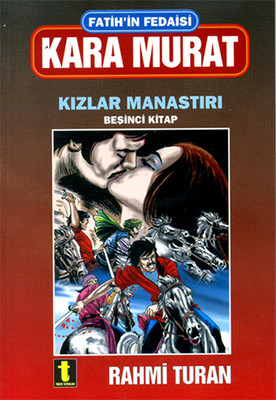 FATİH'İN FEDAİSİ
KARA MURAT
KIZLAR MANASTIRI
BEŞİNCİ KİTAP
t
RAHMİ TURAN